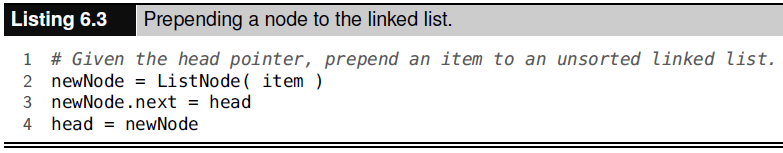 Listing 6.3 Prepending a node to the linked list.
1 # Given the head pointer, prepend an item to an unsorted linked list.
2 newNode = ListNode( item )
3 newNode.next = head
4 head = newNode